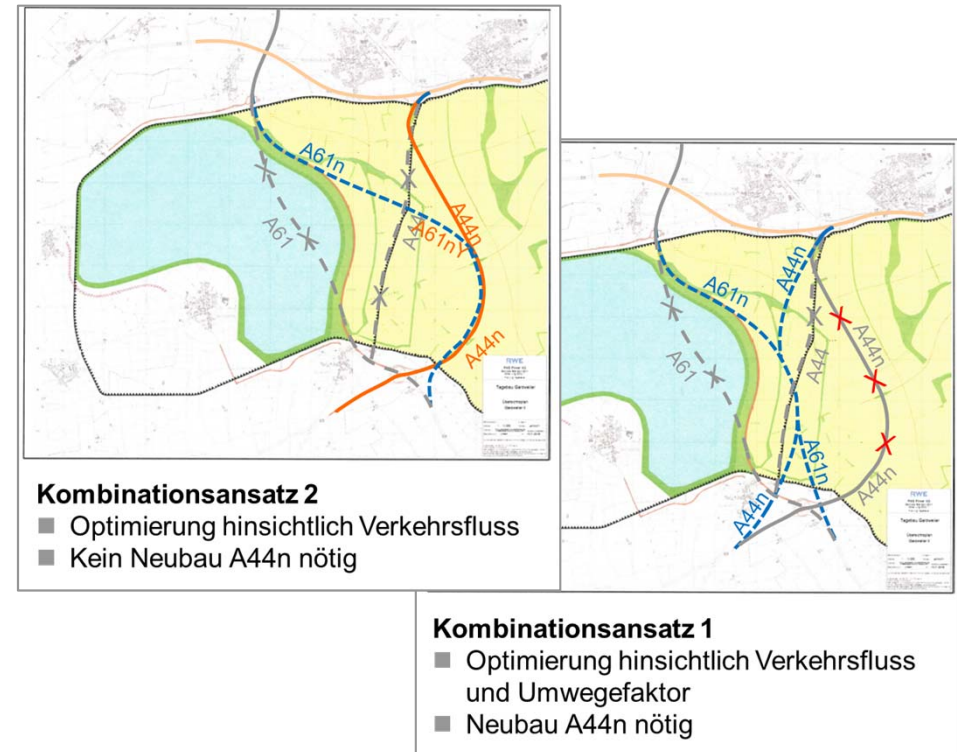 A61n
A44n
A61
A44
A61nY
A44n
RWE
Tagebau Garzweiler
Kombinationsansatz 2
Optimierung hinsichtlich Verkehrsfluss
Kein Neubau A44n nötig
A61n
A44n
A61
A44
A44n
A61n
A44n
A44n
RWE
Tagebau Garzweiler
Kombinationsansatz 1
Optimierung hinsichtlich Verkehrsfluss
und Umwegefaktor
Neubau A44n nötig